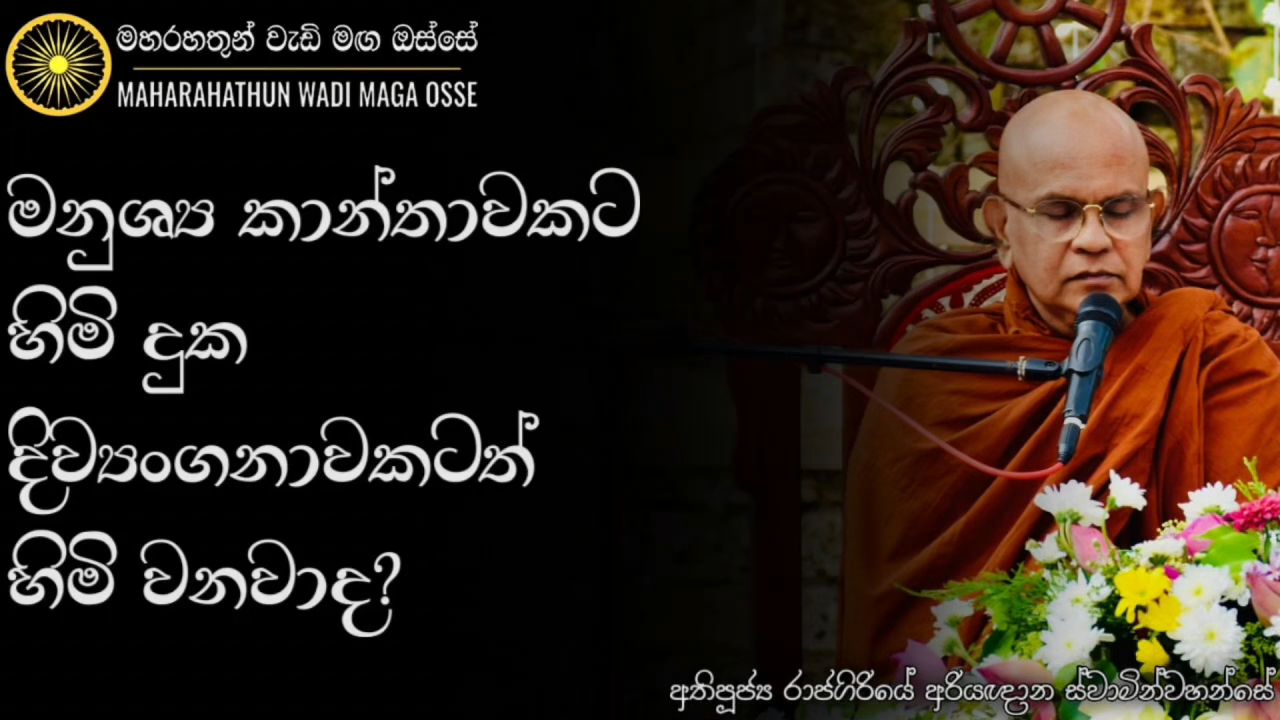 මහරහතුන් වැඩි මඟ ඔස්සේ
MAHARAHATHUN WADI MAGA OSSE
මනුශ්‍ය කාන්තාවකට
හිමි දුක
දිව්‍යංගනාවකටත්
හිමි වනවාද?
අතිපූජ්‍ය රාජගිරියේ අරියඥාන ස්වාමින්වහන්සේ